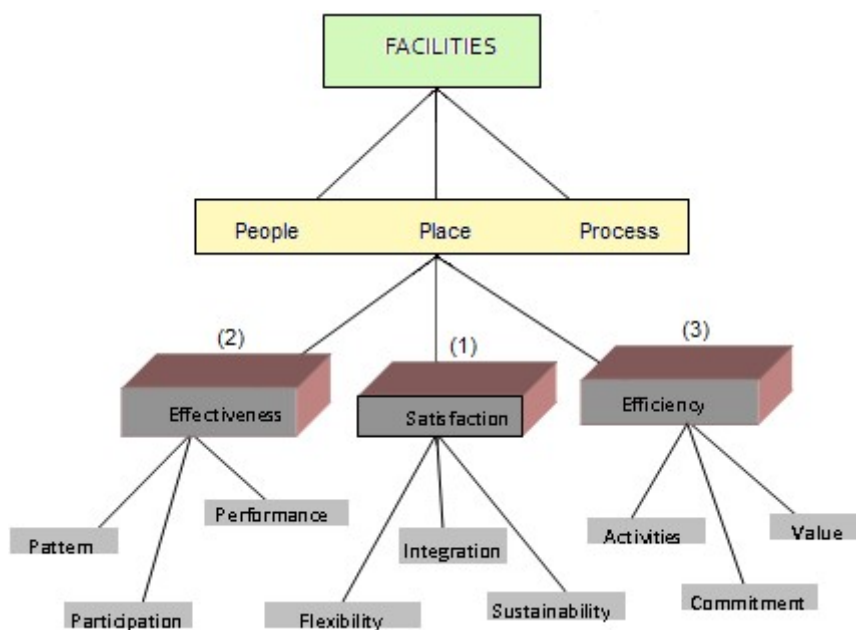 FACILITIES
People Place Process
(2)
(1)
(3)
Effectiveness
Satisfaction
Efficiency
Pattern
Participation
Performance
Flexibility
Integration
Sustainability
Activities
Commitment
Value